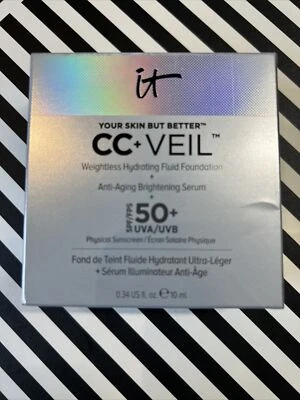 it
YOUR SKIN BUT BETTER™
CC+ VEIL™
Weightless Hydrating Fluid Foundation
+
Anti-Aging Brightening Serum
+
SPF/FPS 50+
UVA/UVB
Physical Sunscreen / Écran Solaire Physique
Fond de Teint Fluide Hydratant Ultra-Léger
+ Sérum Illuminateur Anti-Âge
0.34 US fl. oz. ℮ 10 ml